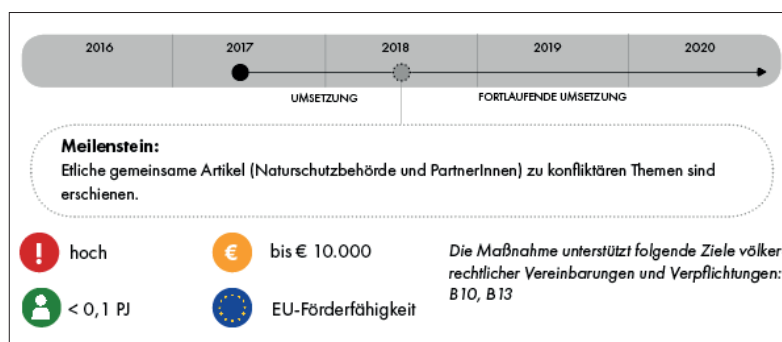 2016 2017 2018 2019 2020
UMSETZUNG FORTLAUFENDE UMSETZUNG
Meilenstein:
Etliche gemeinsame Artikel (Naturschutzbehörde und PartnerInnen) zu konfliktären Themen sind
erschienen.
! hoch
€ bis € 10.000
< 0,1 PJ
EU-Förderfähigkeit
Die Maßnahme unterstützt folgende Ziele völker
rechtlicher Vereinbarungen und Verpflichtungen:
B10, B13